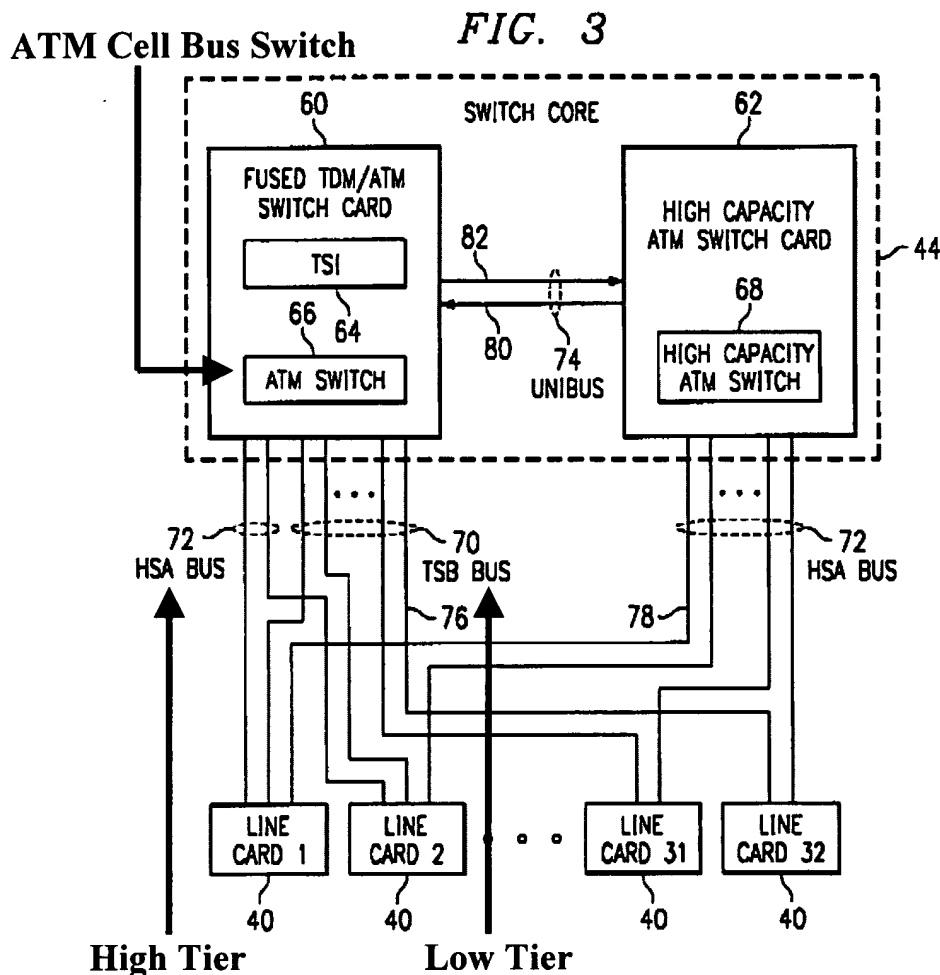 FIG. 3
ATM Cell Bus Switch
60
SWITCH CORE
62
FUSED TDM/ATM
SWITCH CARD
TSI
64
66
ATM SWITCH
82
80
74
UNIBUS
HIGH CAPACITY
ATM SWITCH CARD
68
HIGH CAPACITY
ATM SWITCH
44
72
HSA BUS
70
TSB BUS
72
HSA BUS
76
78
LINE
CARD 1
LINE
CARD 2
LINE
CARD 31
LINE
CARD 32
40
40
40
40
High Tier
Low Tier